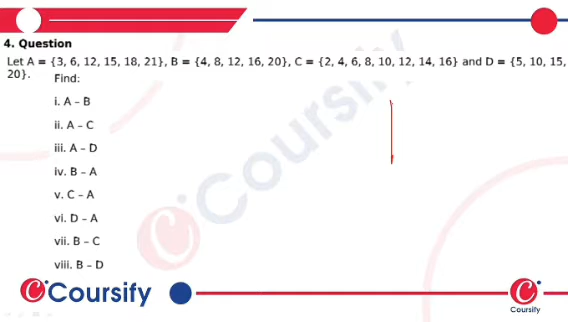 4. Question
Let A = {3, 6, 12, 15, 18, 21}, B = {4, 8, 12, 16, 20}, C = {2, 4, 6, 8, 10, 12, 14, 16} and D = {5, 10, 15,
20}.
Find:
i. A – B
ii. A – C
iii. A – D
iv. B – A
v. C – A
vi. D – A
vii. B – C
viii. B – D
Coursify
Coursify
Coursify